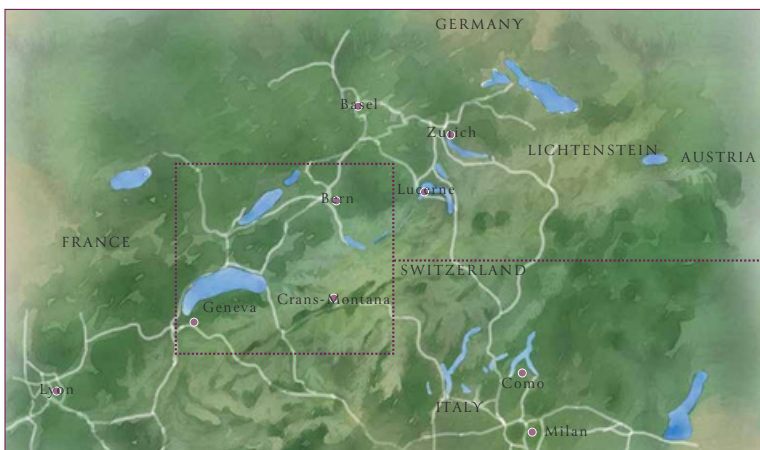 GERMANY
Basel
Zurich
LICHTENSTEIN
AUSTRIA
Lucerne
Bern
FRANCE
SWITZERLAND
Crans-Montana
Geneva
Como
Lyon
ITALY
Milan